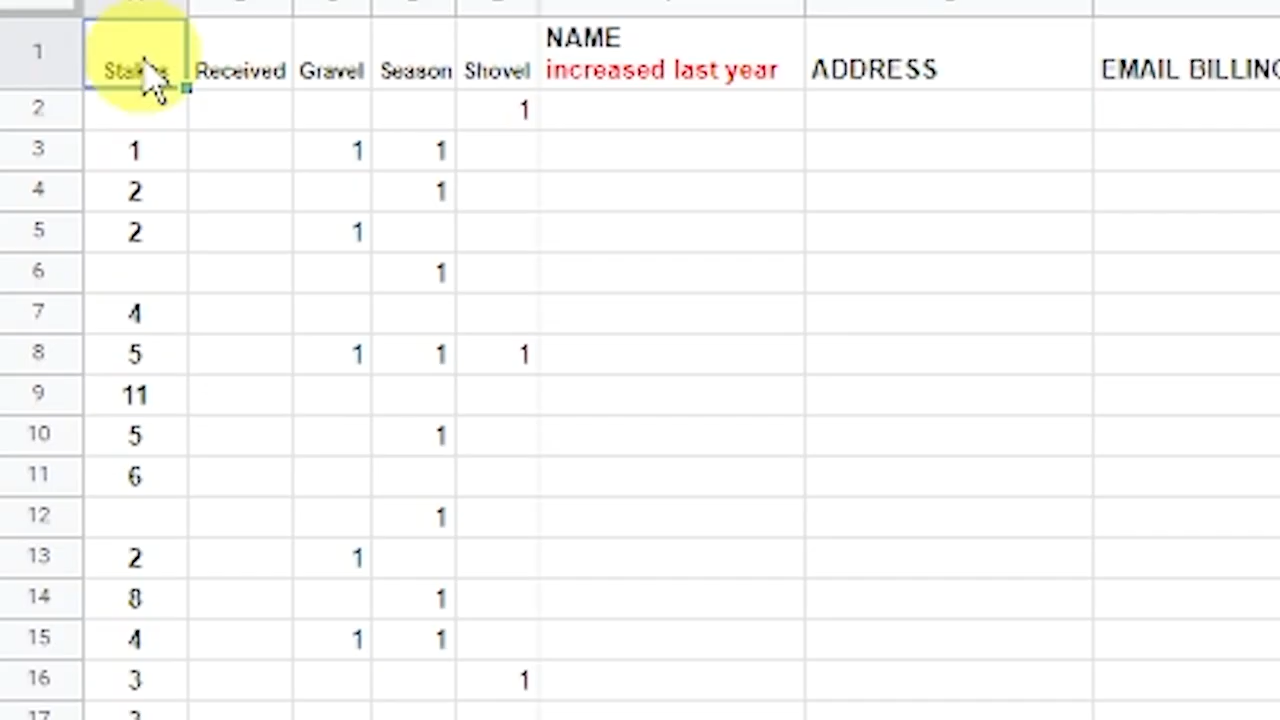 1 Received Gravel Season Shovel NAME increased last year ADDRESS EMAIL BILLING
2 1
3 1 1 1
4 2 1
5 2 1
6 1
7 4
8 5 1 1 1
9 11
10 5 1
11 6
12 1
13 2 1
14 8 1
15 4 1 1
16 3 1
17